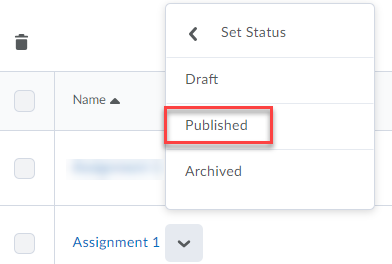 Set Status
Draft
Name
Published
Archived
Assignment 1